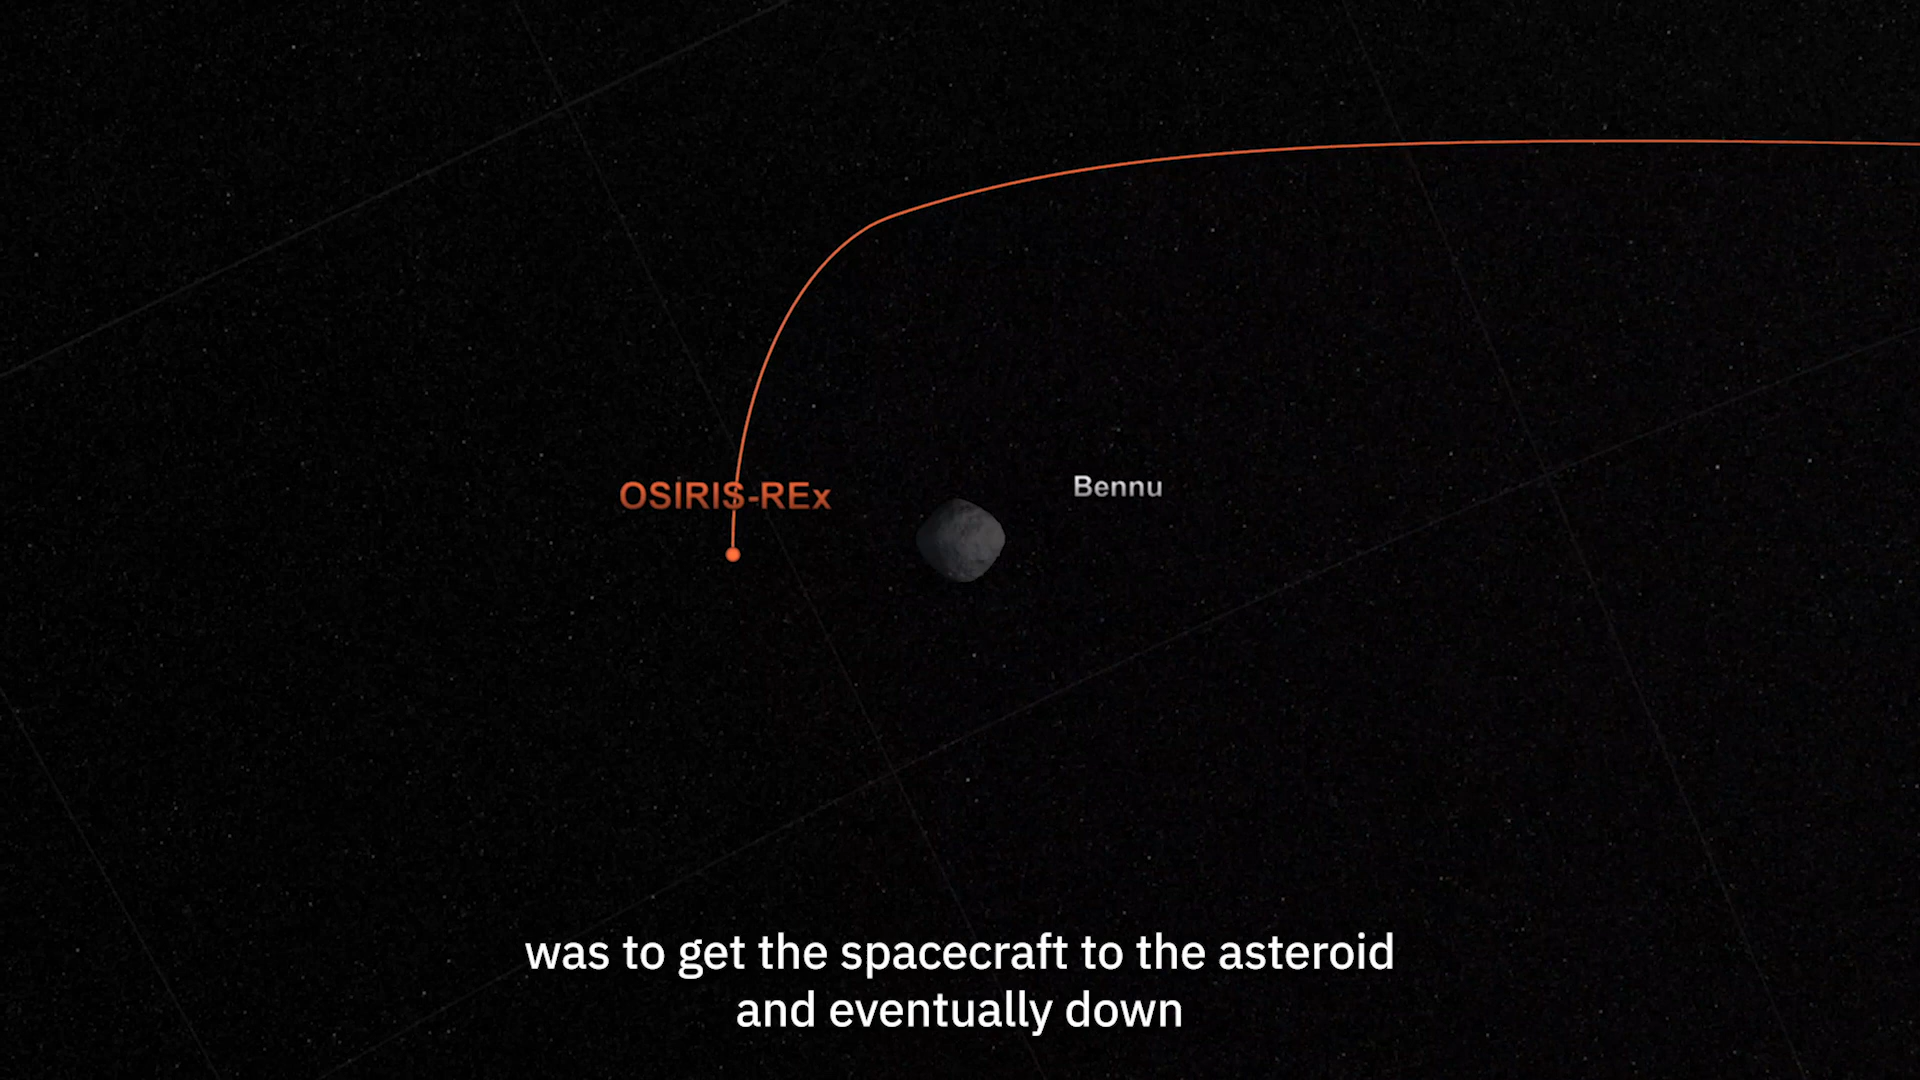 OSIRIS-REx
Bennu
was to get the spacecraft to the asteroid
and eventually down